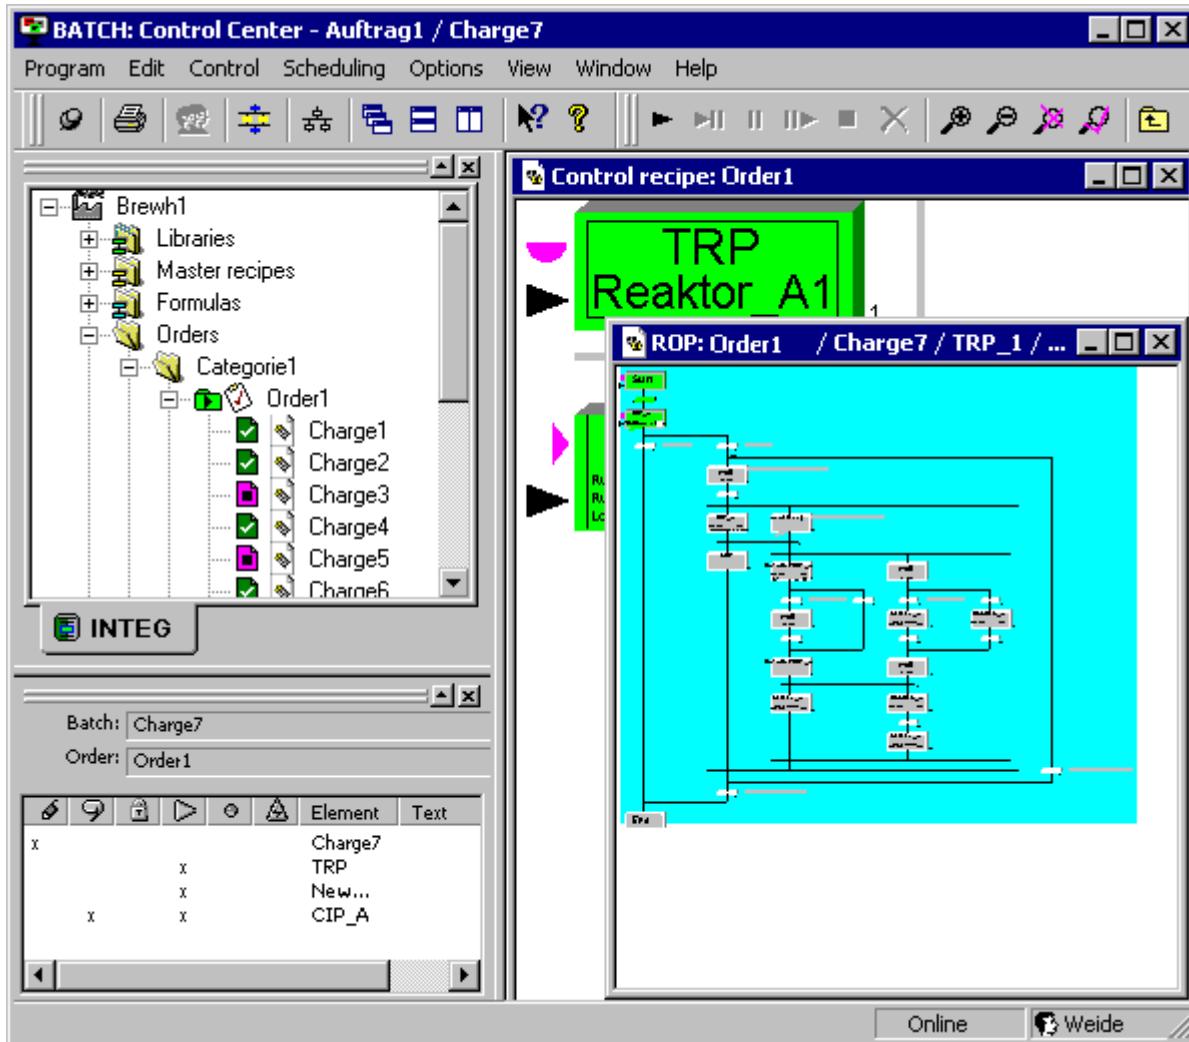 BATCH: Control Center - Auftrag1 / Charge7
Program Edit Control Scheduling Options View Window Help
Brewh1
Libraries
Master recipes
Formulas
Orders
Categorie1
Order1
Charge1
Charge2
Charge3
Charge4
Charge5
Charge6
INTEG
Batch: Charge7
Order: Order1
Element Text
x Charge7
x TRP
x New...
x x CIP_A
Control recipe: Order1
TRP
Reaktor_A1
1
ROP: Order1 / Charge7 / TRP_1 / ...
End
Online Weide